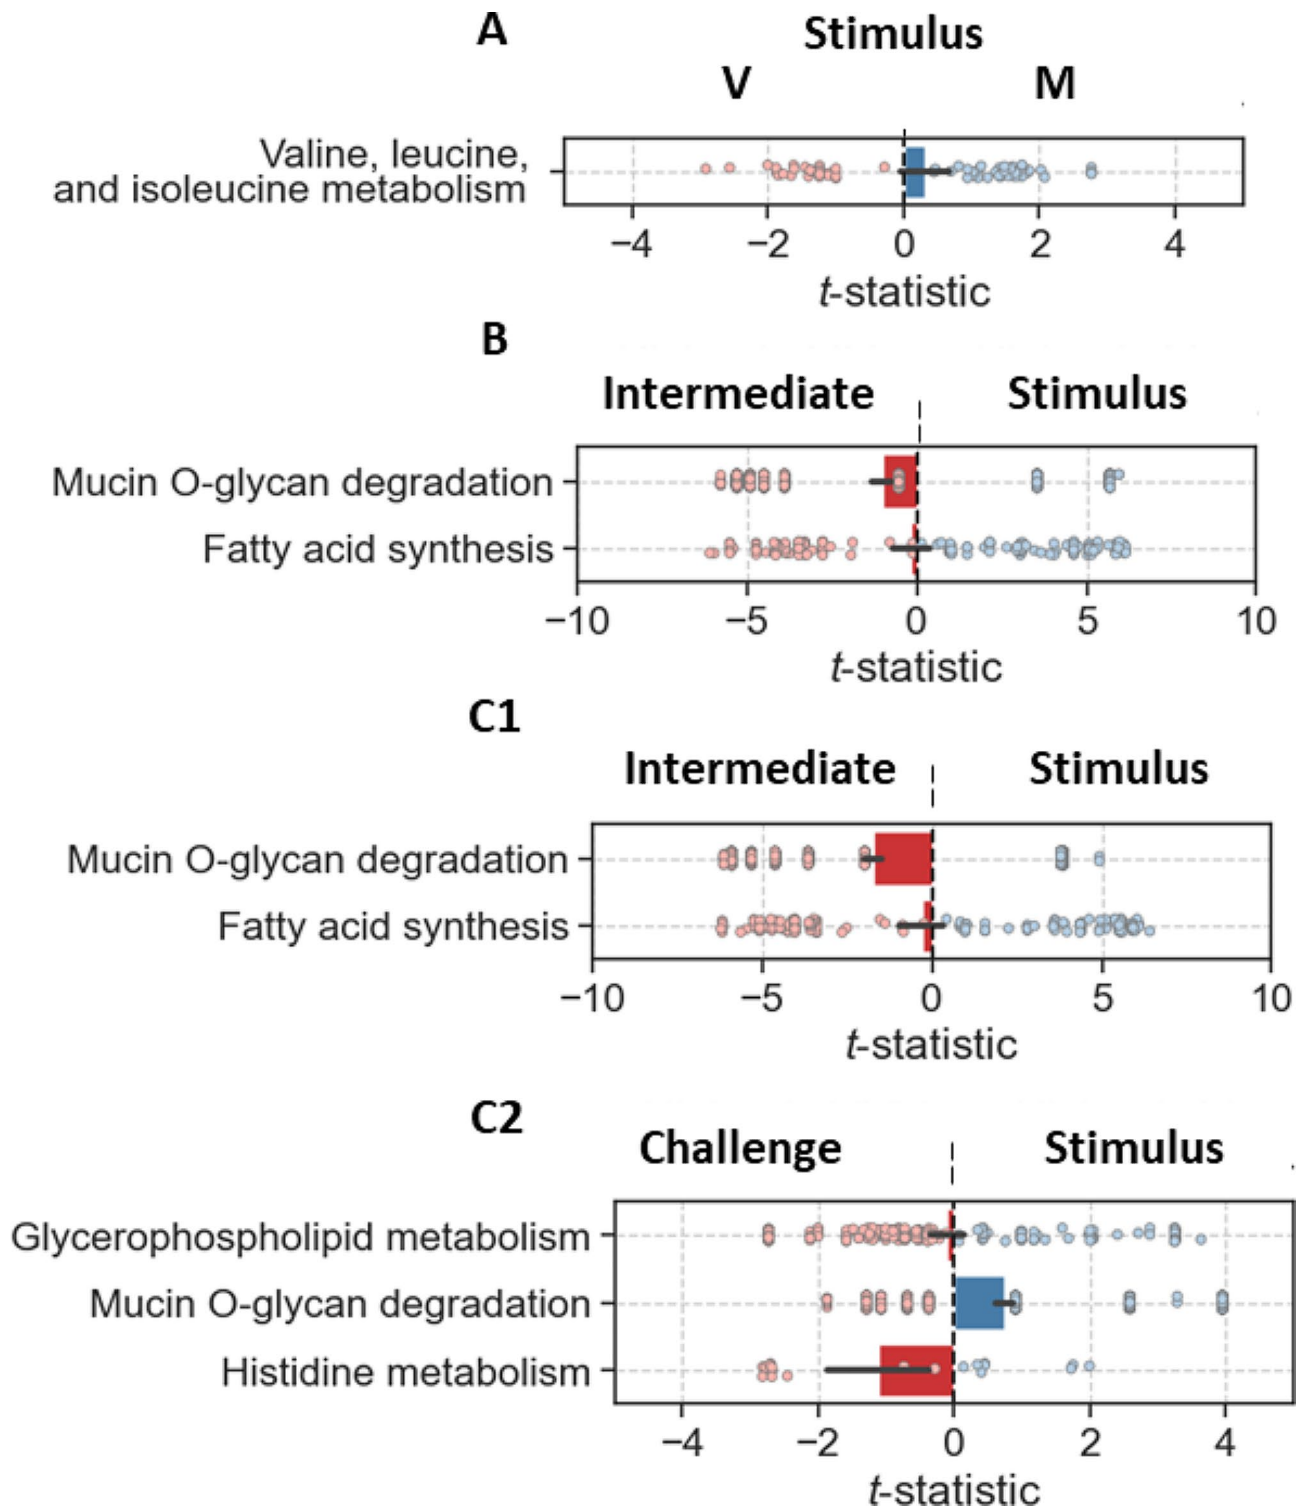 A
Stimulus
V M
Valine, leucine,
and isoleucine metabolism
−4 −2 0 2 4
t-statistic
B
Intermediate Stimulus
Mucin O-glycan degradation
Fatty acid synthesis
−10 −5 0 5 10
t-statistic
C1
Intermediate Stimulus
Mucin O-glycan degradation
Fatty acid synthesis
−10 −5 0 5 10
t-statistic
C2
Challenge Stimulus
Glycerophospholipid metabolism
Mucin O-glycan degradation
Histidine metabolism
−4 −2 0 2 4
t-statistic